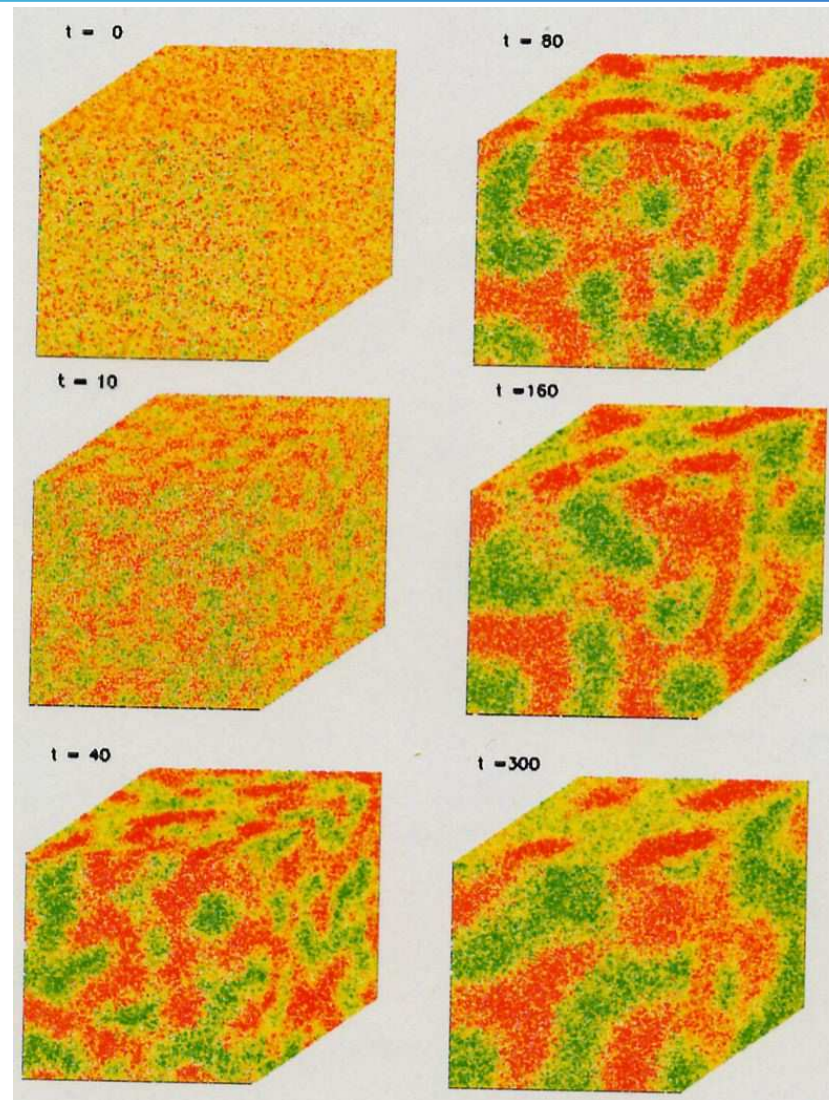 t = 0
t = 10
t = 40
t = 80
t =160
t =300